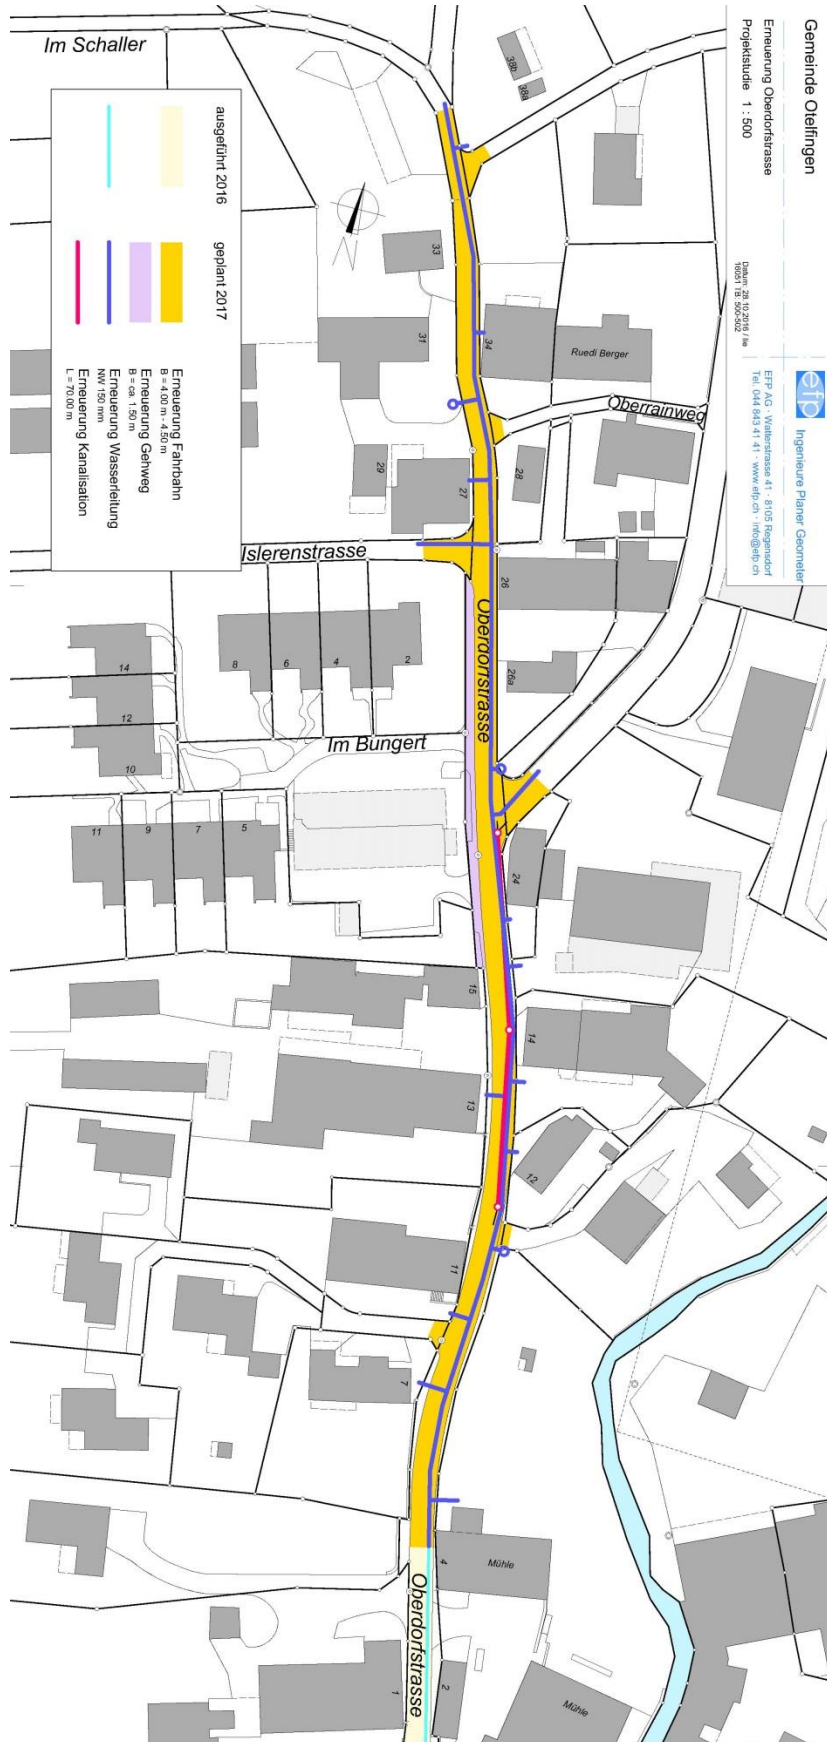 Gemeinde Otelfingen
Erneuerung Oberdorfstrasse
Projektstudie 1 : 500
Datum: 28.10.2016 / lie
16051 T8: 500-502
efp
Ingenieure Planer Geometer
EFP AG · Watterstrasse 41 · 8105 Regensdorf
Tel. 044 843 41 41 · www.efp.ch · info@efp.ch
ausgeführt 2016
geplant 2017
Erneuerung Fahrbahn
B = 4.00 m - 4.50 m
Erneuerung Gehweg
B = ca. 1.50 m
Erneuerung Wasserleitung
NW 150 mm
Erneuerung Kanalisation
L = 70.00 m
Im Schaller
38b
38a
33
N
31
34
Ruedi Berger
Oberrainweg
29
27
28
Islerenstrasse
26
Oberdorfstrasse
26a
14
12
10
8
6
4
2
Im Bungert
11
9
7
5
24
15
14
13
12
11
7
4
Mühle
Oberdorfstrasse
1
2
Mühle